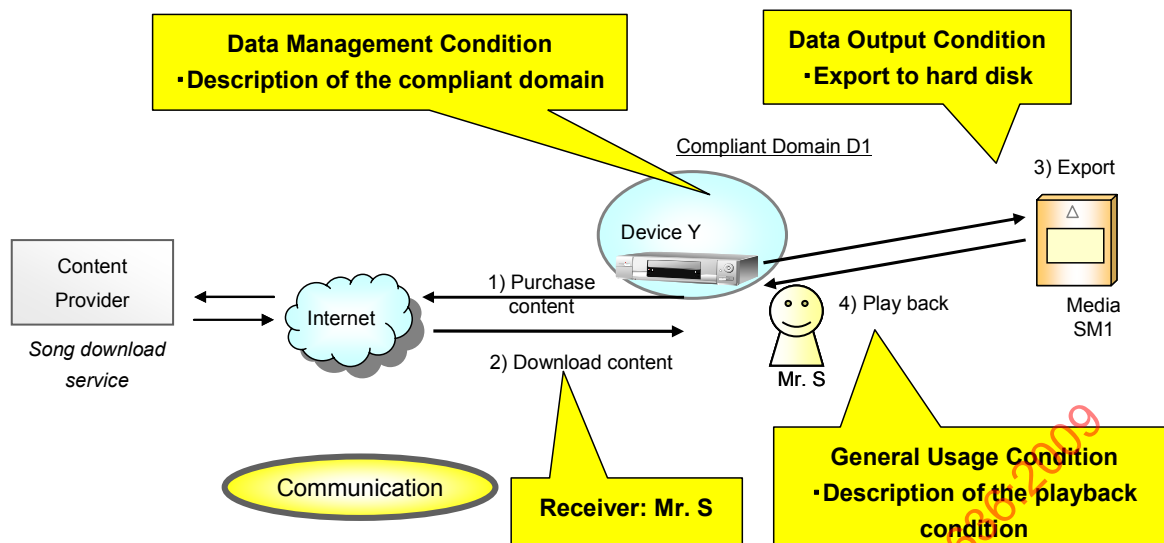 Data Management Condition
・Description of the compliant domain
Data Output Condition
・Export to hard disk
Compliant Domain D1
3) Export
Device Y
Content
Provider
1) Purchase
content
Internet
4) Play back
Media
SM1
Song download
service
2) Download content
Mr. S
General Usage Condition
・Description of the playback
condition
Communication
Receiver: Mr. S
636:2009